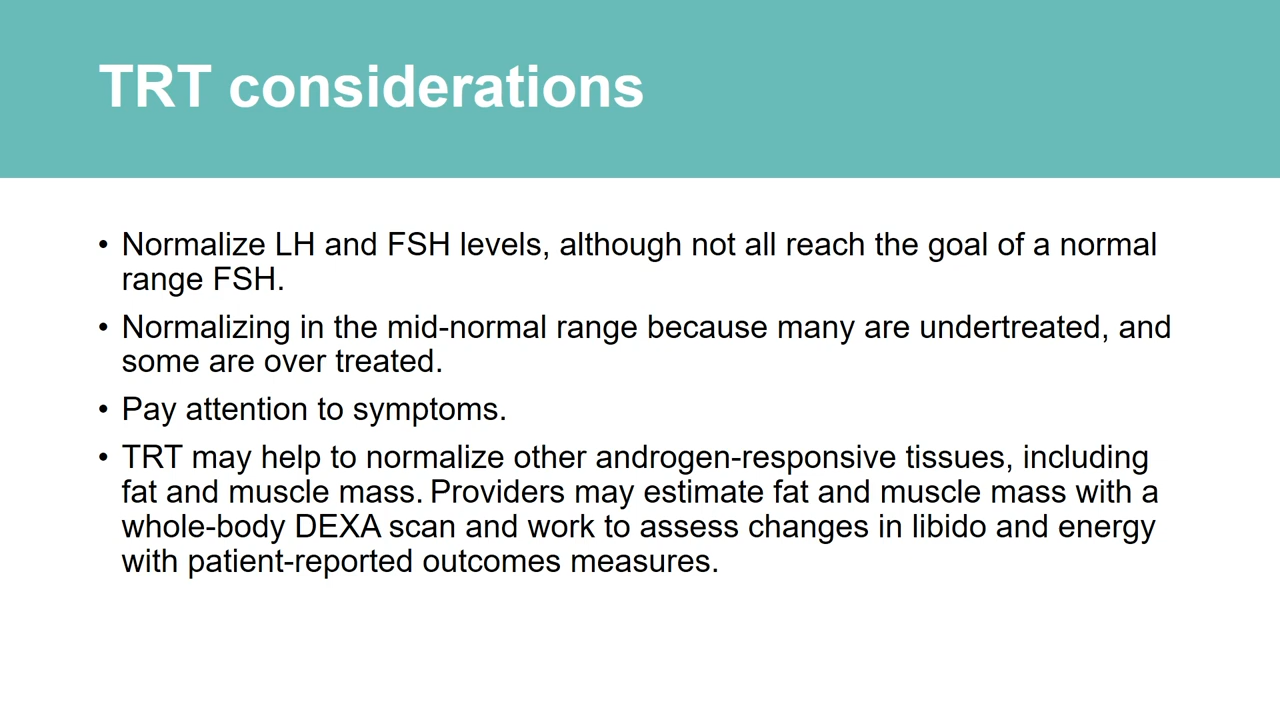 TRT considerations
• Normalize LH and FSH levels, although not all reach the goal of a normal
range FSH.
• Normalizing in the mid-normal range because many are undertreated, and
some are over treated.
• Pay attention to symptoms.
• TRT may help to normalize other androgen-responsive tissues, including
fat and muscle mass. Providers may estimate fat and muscle mass with a
whole-body DEXA scan and work to assess changes in libido and energy
with patient-reported outcomes measures.